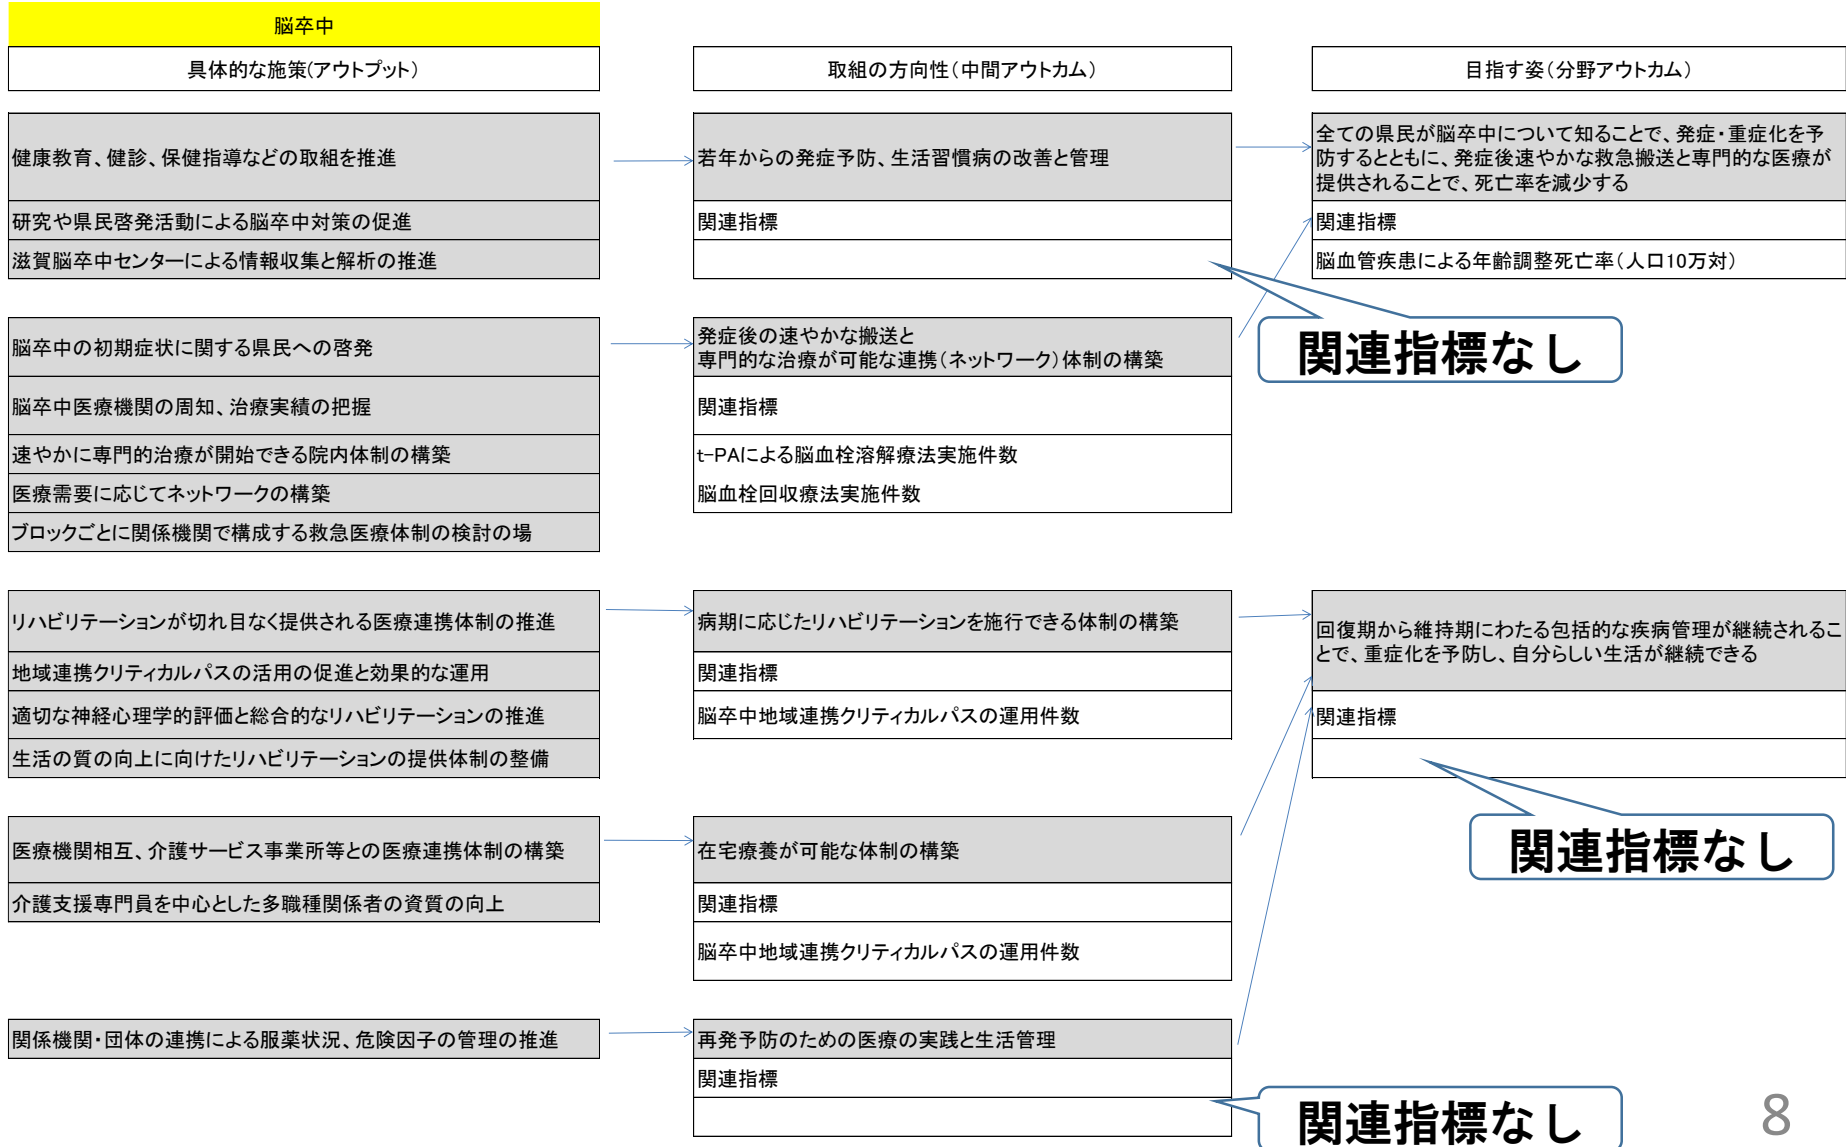 脳卒中
具体的な施策(アウトプット)
取組の方向性(中間アウトカム)
目指す姿(分野アウトカム)
健康教育、健診、保健指導などの取組を推進
研究や県民啓発活動による脳卒中対策の促進
滋賀脳卒中センターによる情報収集と解析の推進
若年からの発症予防、生活習慣病の改善と管理
関連指標
関連指標なし
全ての県民が脳卒中について知ることで、発症・重症化を予
防するとともに、発症後速やかな救急搬送と専門的な医療が
提供されることで、死亡率を減少する
関連指標
脳血管疾患による年齢調整死亡率(人口10万対)
脳卒中の初期症状に関する県民への啓発
脳卒中医療機関の周知、治療実績の把握
速やかに専門的治療が開始できる院内体制の構築
医療需要に応じてネットワークの構築
ブロックごとに関係機関で構成する救急医療体制の検討の場
発症後の速やかな搬送と
専門的な治療が可能な連携(ネットワーク)体制の構築
関連指標
t-PAによる脳血栓溶解療法実施件数
脳血栓回収療法実施件数
リハビリテーションが切れ目なく提供される医療連携体制の推進
地域連携クリティカルパスの活用の促進と効果的な運用
適切な神経心理学的評価と総合的なリハビリテーションの推進
生活の質の向上に向けたリハビリテーションの提供体制の整備
病期に応じたリハビリテーションを施行できる体制の構築
関連指標
脳卒中地域連携クリティカルパスの運用件数
回復期から維持期にわたる包括的な疾病管理が継続されるこ
とで、重症化を予防し、自分らしい生活が継続できる
関連指標
関連指標なし
医療機関相互、介護サービス事業所等との医療連携体制の構築
介護支援専門員を中心とした多職種関係者の資質の向上
在宅療養が可能な体制の構築
関連指標
脳卒中地域連携クリティカルパスの運用件数
関係機関・団体の連携による服薬状況、危険因子の管理の推進
再発予防のための医療の実践と生活管理
関連指標
関連指標なし
8